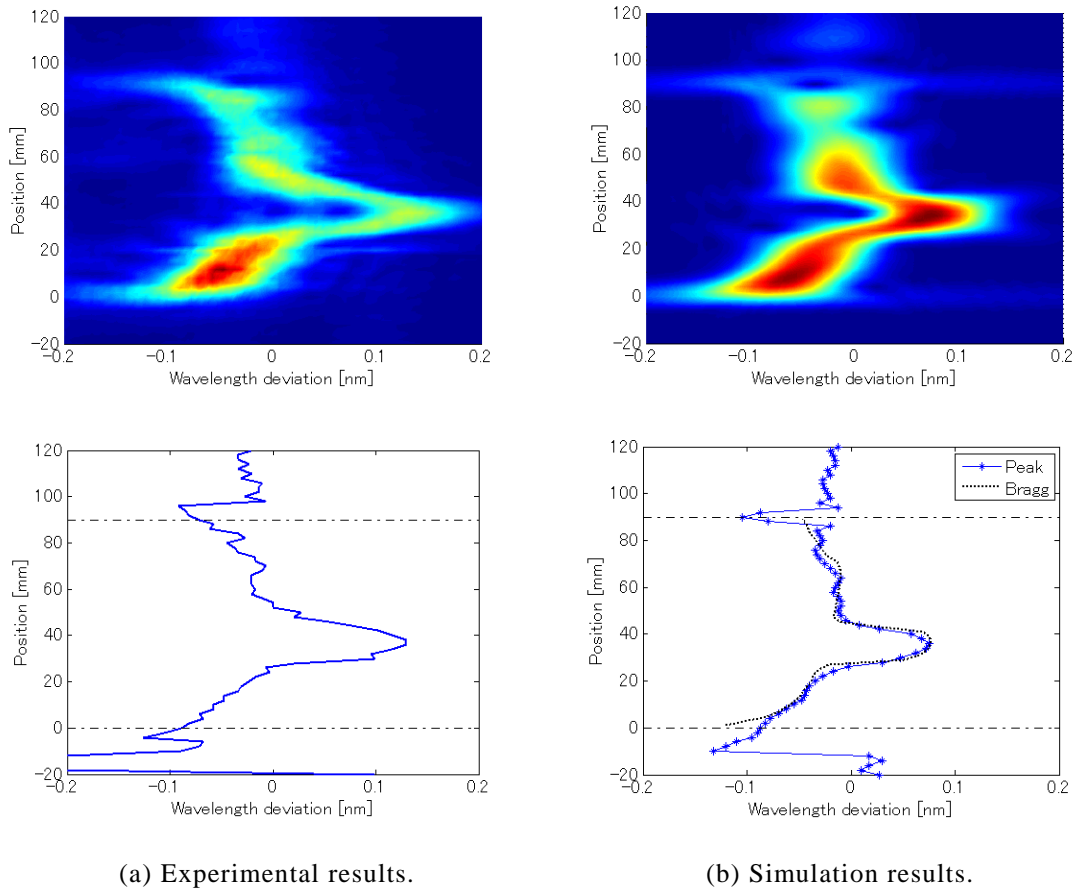 120
100
80
60
40
20
0
-20
Position [mm]
-0.2 -0.1 0 0.1 0.2
Wavelength deviation [nm]
120
100
80
60
40
20
0
-20
Position [mm]
-0.2 -0.1 0 0.1 0.2
Wavelength deviation [nm]
120
100
80
60
40
20
0
-20
Position [mm]
-0.2 -0.1 0 0.1 0.2
Wavelength deviation [nm]
120
100
80
60
40
20
0
-20
Position [mm]
Peak
Bragg
-0.2 -0.1 0 0.1 0.2
Wavelength deviation [nm]
(a) Experimental results.
(b) Simulation results.